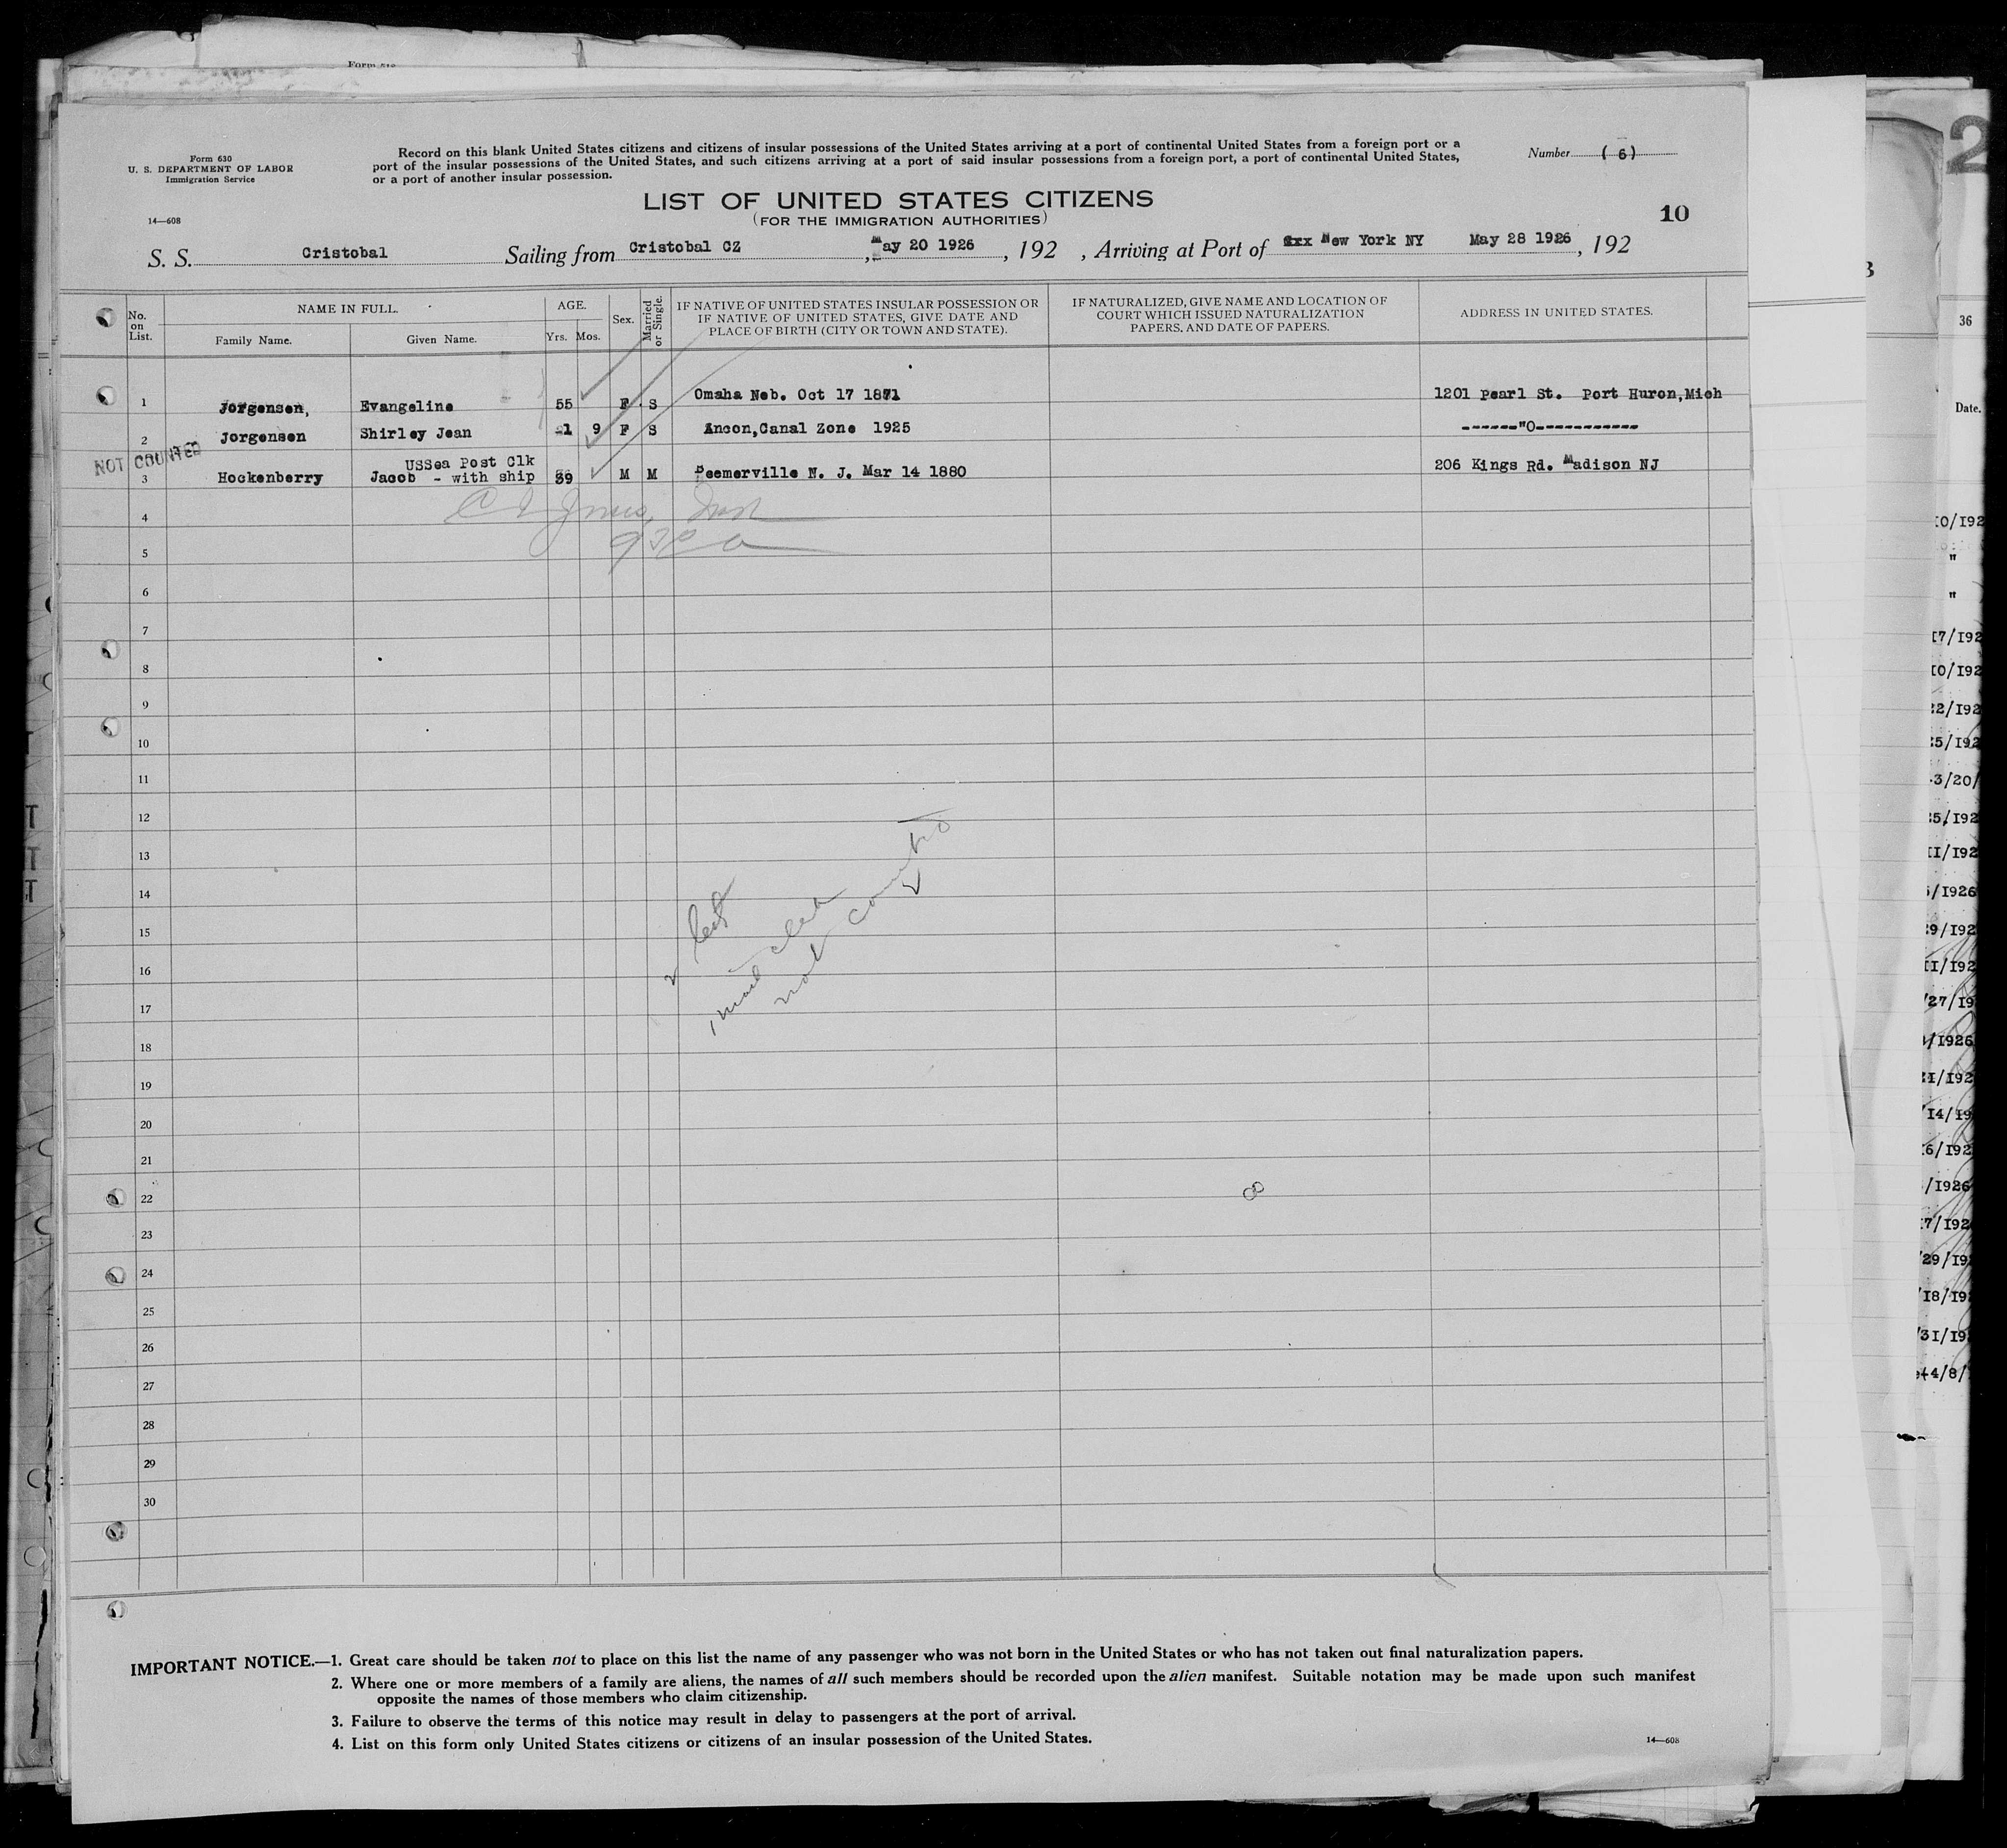 Form 630
U. S. DEPARTMENT OF LABOR
Immigration Service
14—608
Record on this blank United States citizens and citizens of insular possessions of the United States arriving at a port of continental United States from a foreign port or a
port of the insular possessions of the United States, and such citizens arriving at a port of said insular possessions from a foreign port, a port of continental United States,
or a port of another insular possession.
Number ( 6 )
LIST OF UNITED STATES CITIZENS
(FOR THE IMMIGRATION AUTHORITIES)
10
S. S. Cristobal Sailing from Cristobal CZ , May 20 1926 , 192 , Arriving at Port of New York NY May 28 1926 , 192
No. on List.
NAME IN FULL.
Family Name. Given Name.
AGE.
Yrs. Mos.
Sex.
Married or Single.
IF NATIVE OF UNITED STATES INSULAR POSSESSION OR
IF NATIVE OF UNITED STATES, GIVE DATE AND
PLACE OF BIRTH (CITY OR TOWN AND STATE).
IF NATURALIZED, GIVE NAME AND LOCATION OF
COURT WHICH ISSUED NATURALIZATION
PAPERS, AND DATE OF PAPERS.
ADDRESS IN UNITED STATES.
1 Jorgensen, Evangeline 55 F S Omaha Neb. Oct 17 1871 1201 Pearl St. Port Huron,Mich
2 Jorgensen Shirley Jean 1 9 F S Ancon,Canal Zone 1925 ------"O-----------
NOT COUNTED
USSea Post Clk
3 Hockenberry Jacob - with ship 39 M M Beemerville N. J. Mar 14 1880 206 Kings Rd. Madison NJ
4
5
6
7
8
9
10
11
12
13
14
15
16
17
18
19
20
21
22
23
24
25
26
27
28
29
30
not counted
IMPORTANT NOTICE.—1. Great care should be taken not to place on this list the name of any passenger who was not born in the United States or who has not taken out final naturalization papers.
2. Where one or more members of a family are aliens, the names of all such members should be recorded upon the alien manifest. Suitable notation may be made upon such manifest
opposite the names of those members who claim citizenship.
3. Failure to observe the terms of this notice may result in delay to passengers at the port of arrival.
4. List on this form only United States citizens or citizens of an insular possession of the United States.
14—608
36
Date.